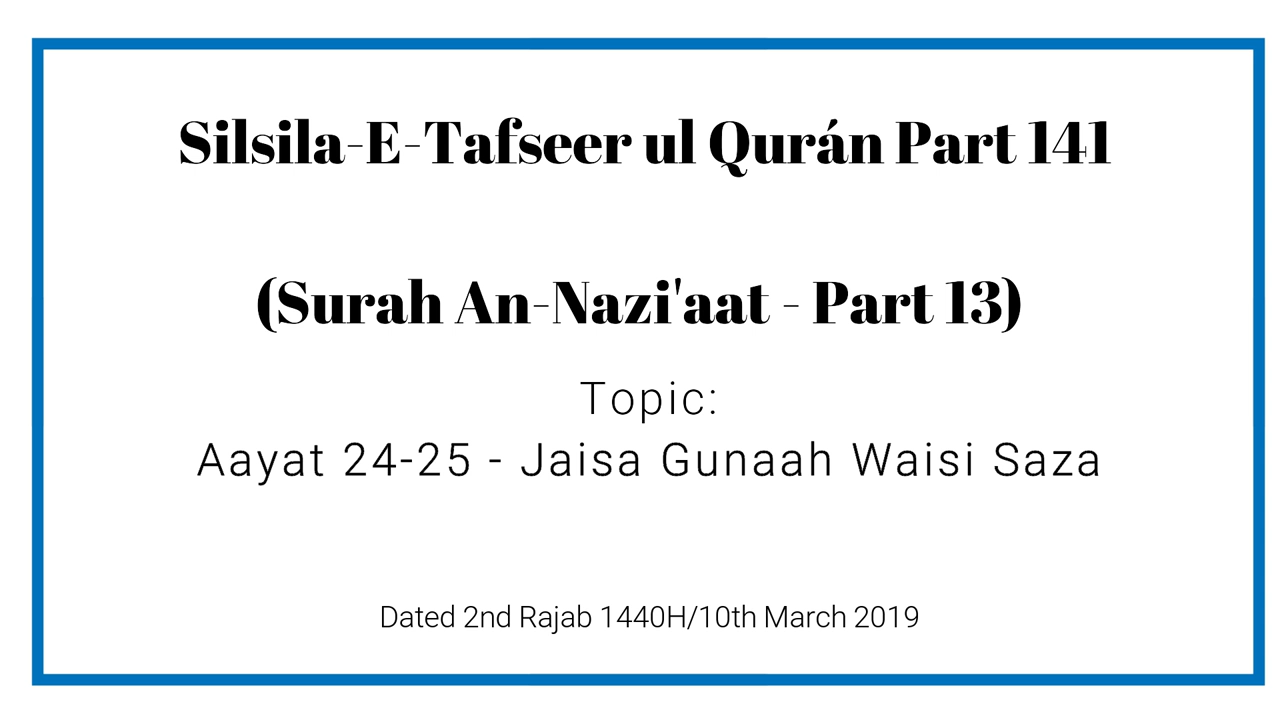 Silsila-E-Tafseer ul Qurán Part 141
(Surah An-Nazi'aat - Part 13)
Topic:
Aayat 24-25 - Jaisa Gunaah Waisi Saza
Dated 2nd Rajab 1440H/10th March 2019